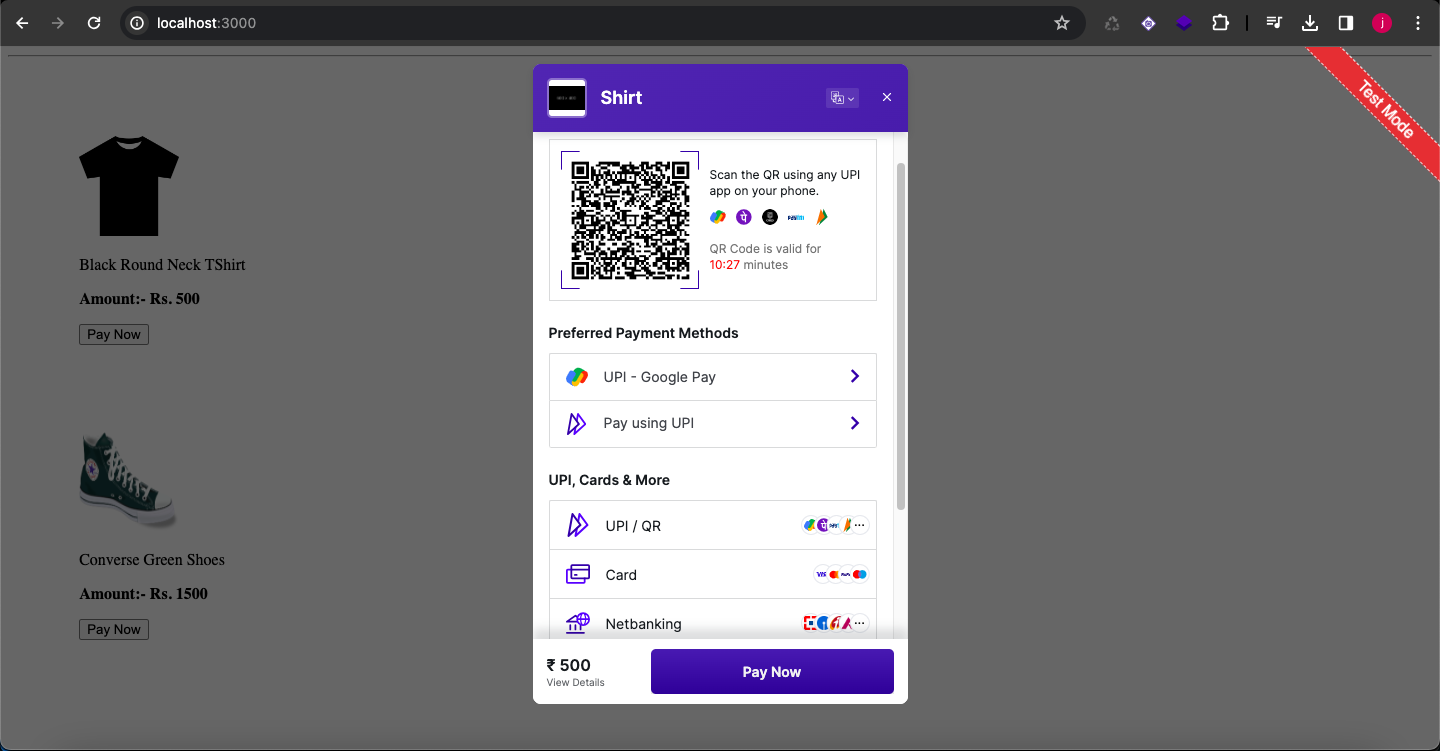 localhost:3000
j
Test Mode
Shirt
Black Round Neck TShirt
Amount:- Rs. 500
Pay Now
Converse Green Shoes
Amount:- Rs. 1500
Pay Now
Scan the QR using any UPI
app on your phone.
Paytm
QR Code is valid for
10:27 minutes
Preferred Payment Methods
UPI - Google Pay
Pay using UPI
UPI, Cards & More
UPI / QR
Card
VISA
Netbanking
₹ 500
View Details
Pay Now